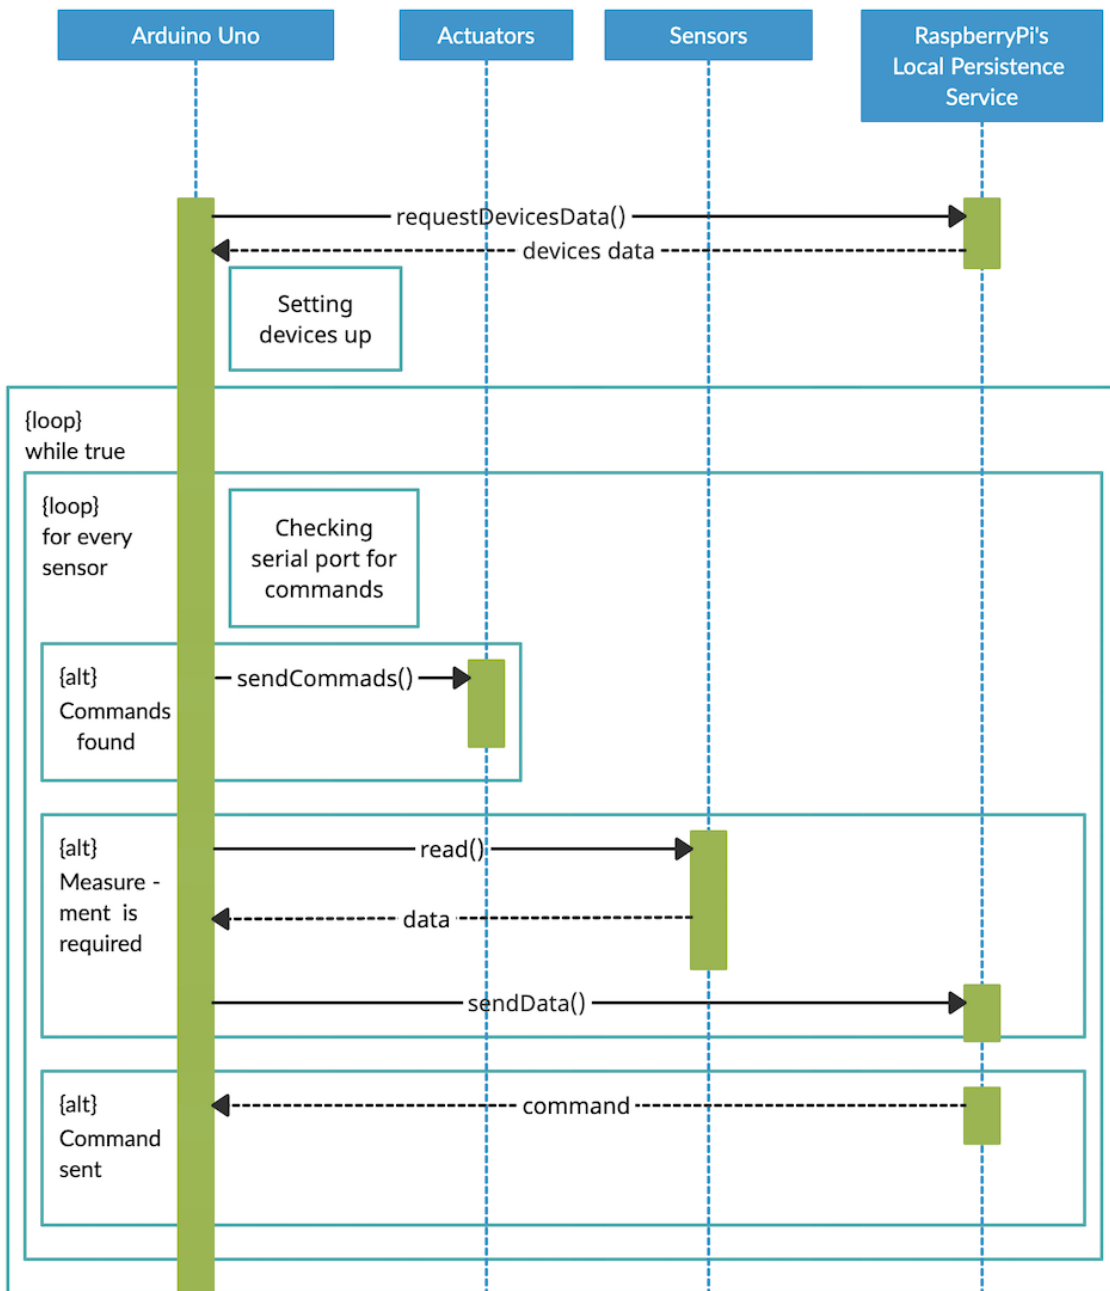 Arduino Uno
Actuators
Sensors
RaspberryPi's
Local Persistence
Service
requestDevicesData()
devices data
Setting
devices up
{loop}
while true
{loop}
for every
sensor
Checking
serial port for
commands
{alt}
Commands
found
sendCommads()
{alt}
Measure -
ment is
required
read()
data
sendData()
{alt}
Command
sent
command